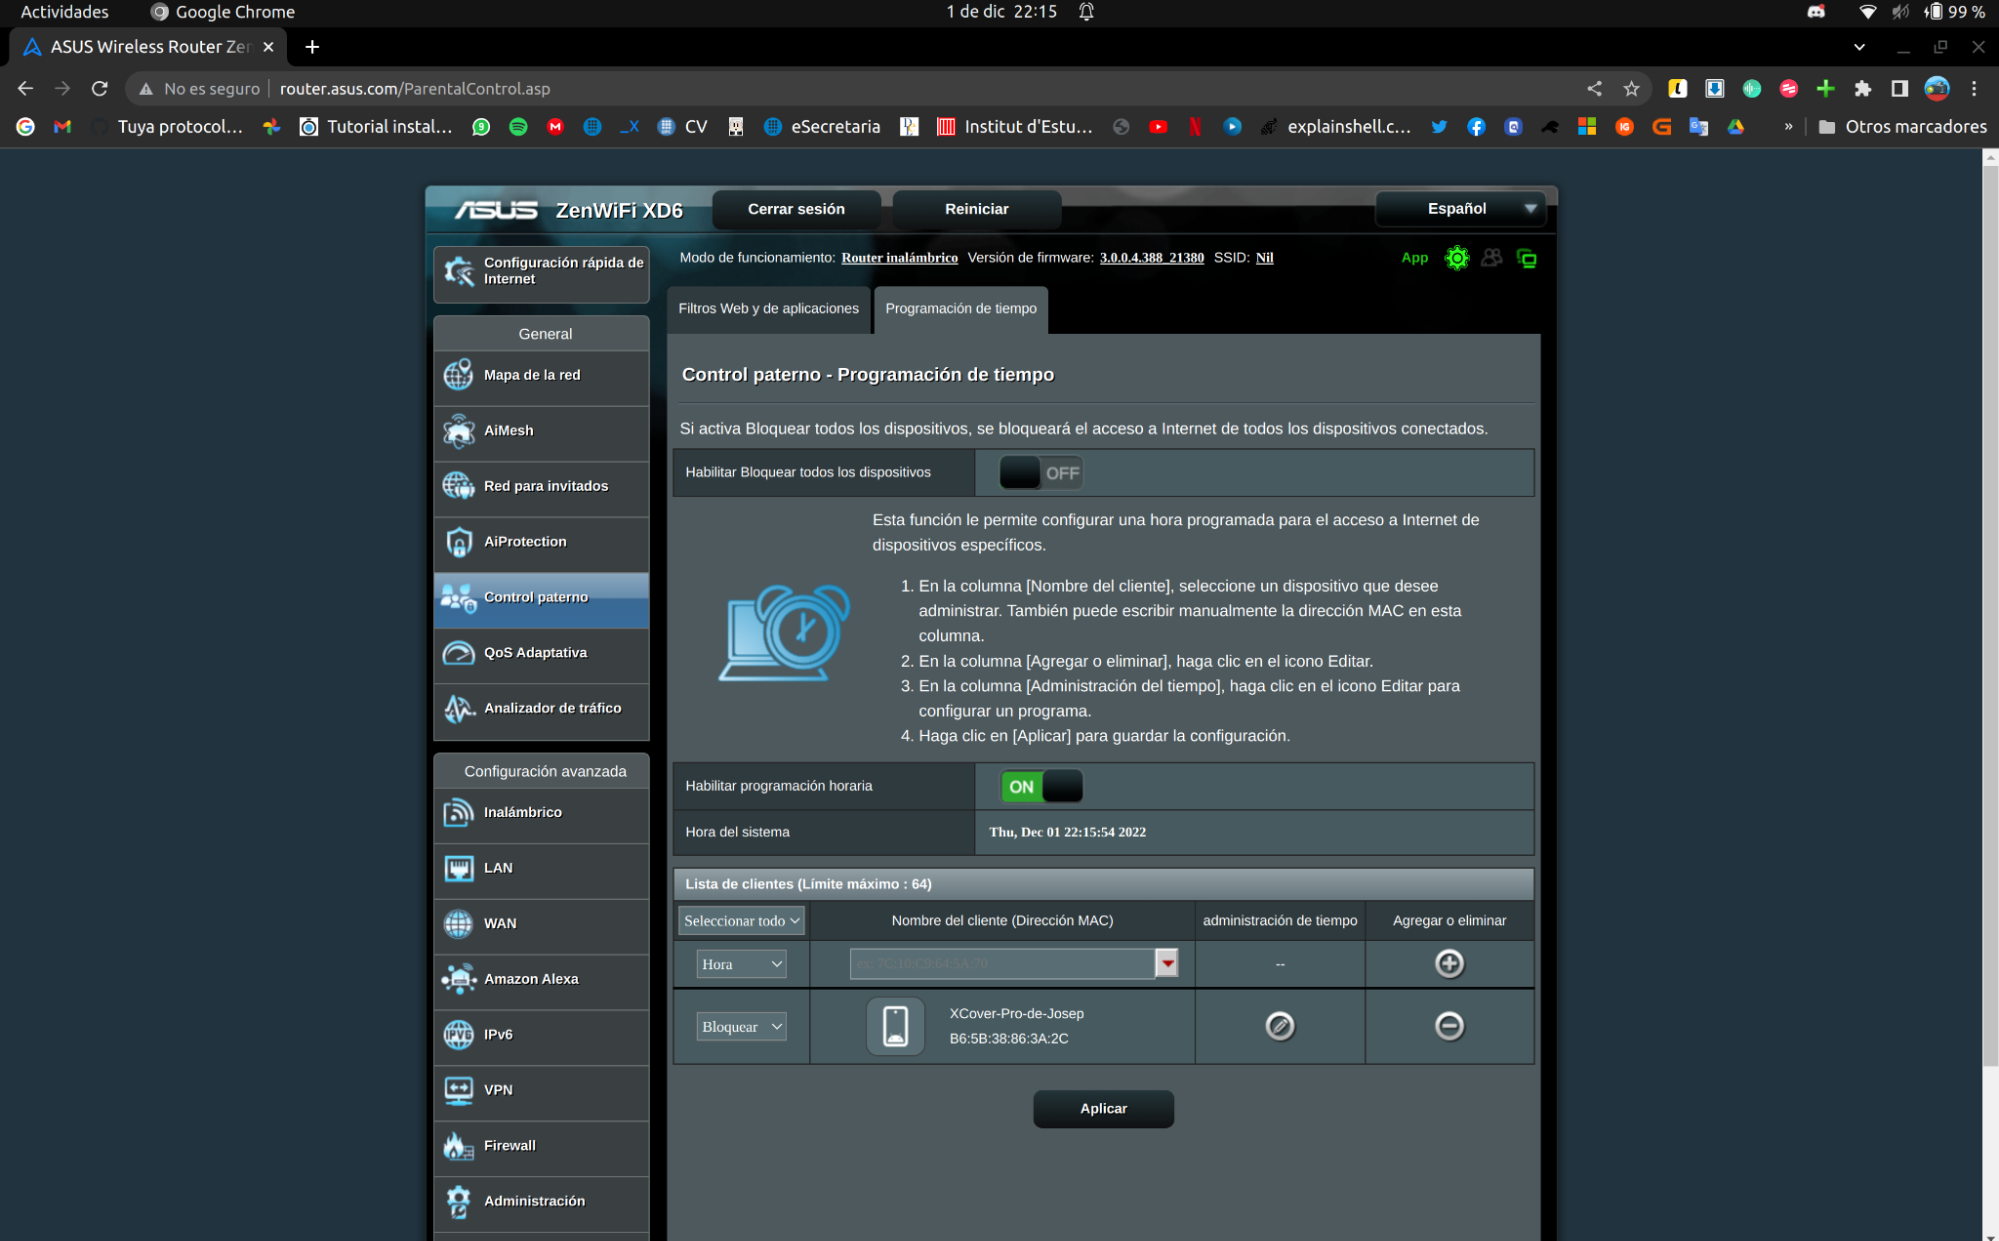 Actividades Google Chrome 1 de dic 22:15 99 %
ASUS Wireless Router Zen
No es seguro router.asus.com/ParentalControl.asp
Tuya protocol... Tutorial instal... CV eSecretaria Institut d'Estu... explainshell.c... » Otros marcadores
ASUS ZenWiFi XD6 Cerrar sesión Reiniciar Español
Modo de funcionamiento: Router inalámbrico Versión de firmware: 3.0.0.4.388_21380 SSID: Nil App
Configuración rápida de
Internet
General
Mapa de la red
AiMesh
Red para invitados
AiProtection
Control paterno
QoS Adaptativa
Analizador de tráfico
Configuración avanzada
Inalámbrico
LAN
WAN
Amazon Alexa
IPv6
VPN
Firewall
Administración
Filtros Web y de aplicaciones Programación de tiempo
Control paterno - Programación de tiempo
Si activa Bloquear todos los dispositivos, se bloqueará el acceso a Internet de todos los dispositivos conectados.
Habilitar Bloquear todos los dispositivos OFF
Esta función le permite configurar una hora programada para el acceso a Internet de
dispositivos específicos.
1. En la columna [Nombre del cliente], seleccione un dispositivo que desee
administrar. También puede escribir manualmente la dirección MAC en esta
columna.
2. En la columna [Agregar o eliminar], haga clic en el icono Editar.
3. En la columna [Administración del tiempo], haga clic en el icono Editar para
configurar un programa.
4. Haga clic en [Aplicar] para guardar la configuración.
Habilitar programación horaria ON
Hora del sistema Thu, Dec 01 22:15:54 2022
Lista de clientes (Límite máximo : 64)
Seleccionar todo Nombre del cliente (Dirección MAC) administración de tiempo Agregar o eliminar
Hora ex: 7C:10:C9:64:5A:70 --
Bloquear XCover-Pro-de-Josep
B6:5B:38:86:3A:2C
Aplicar